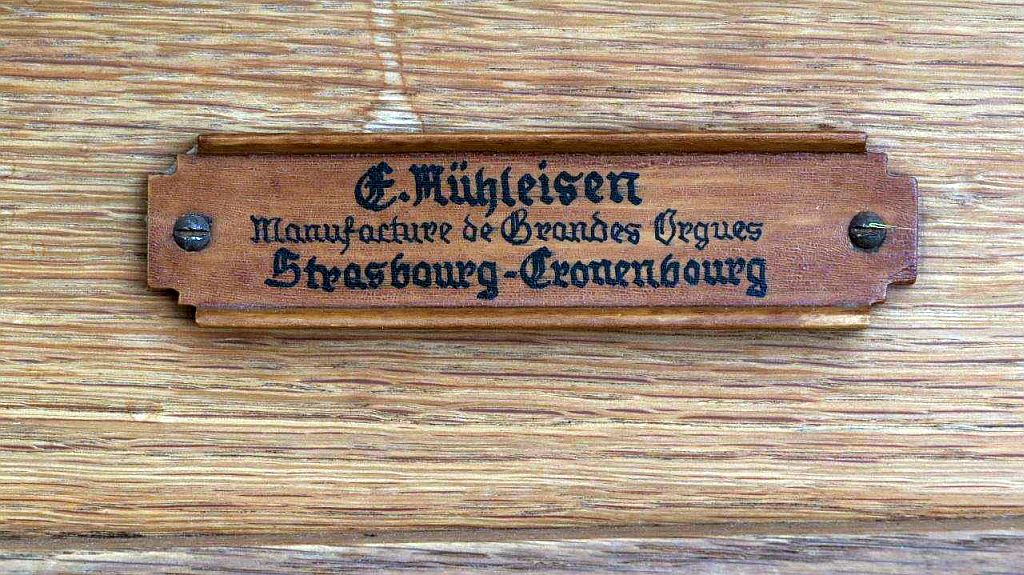 E. Mühleisen
Manufacture de Grandes Orgues
Strasbourg-Cronenbourg